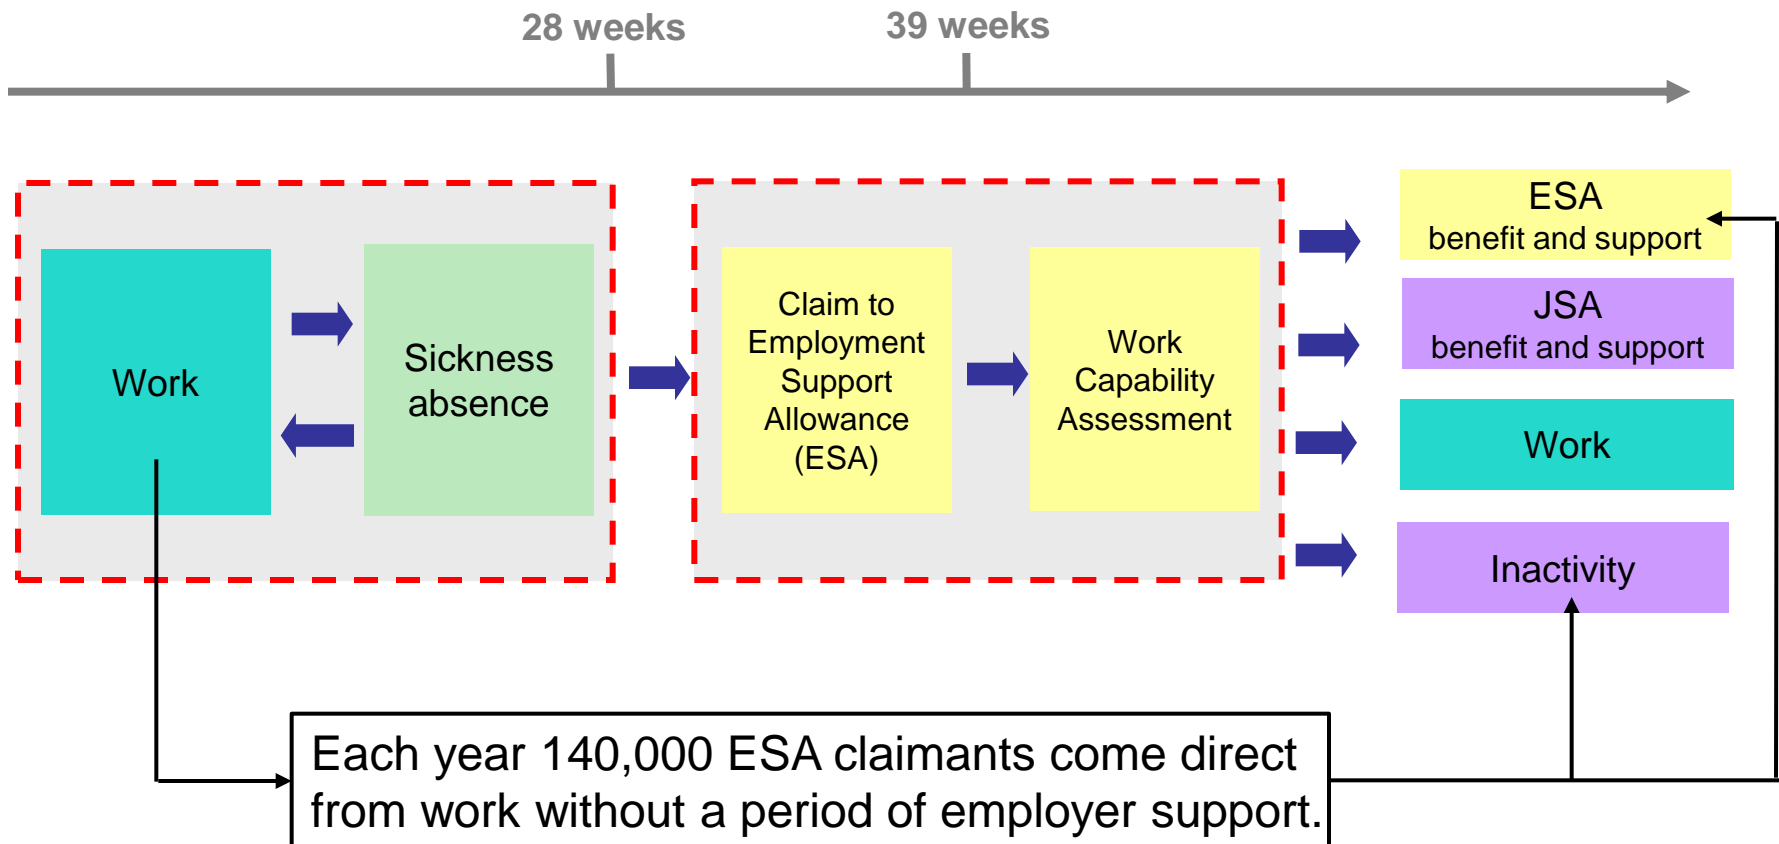 28 weeks
39 weeks
Work
Sickness
absence
Claim to
Employment
Support
Allowance
(ESA)
Work
Capability
Assessment
ESA
benefit and support
JSA
benefit and support
Work
Inactivity
Each year 140,000 ESA claimants come direct
from work without a period of employer support.